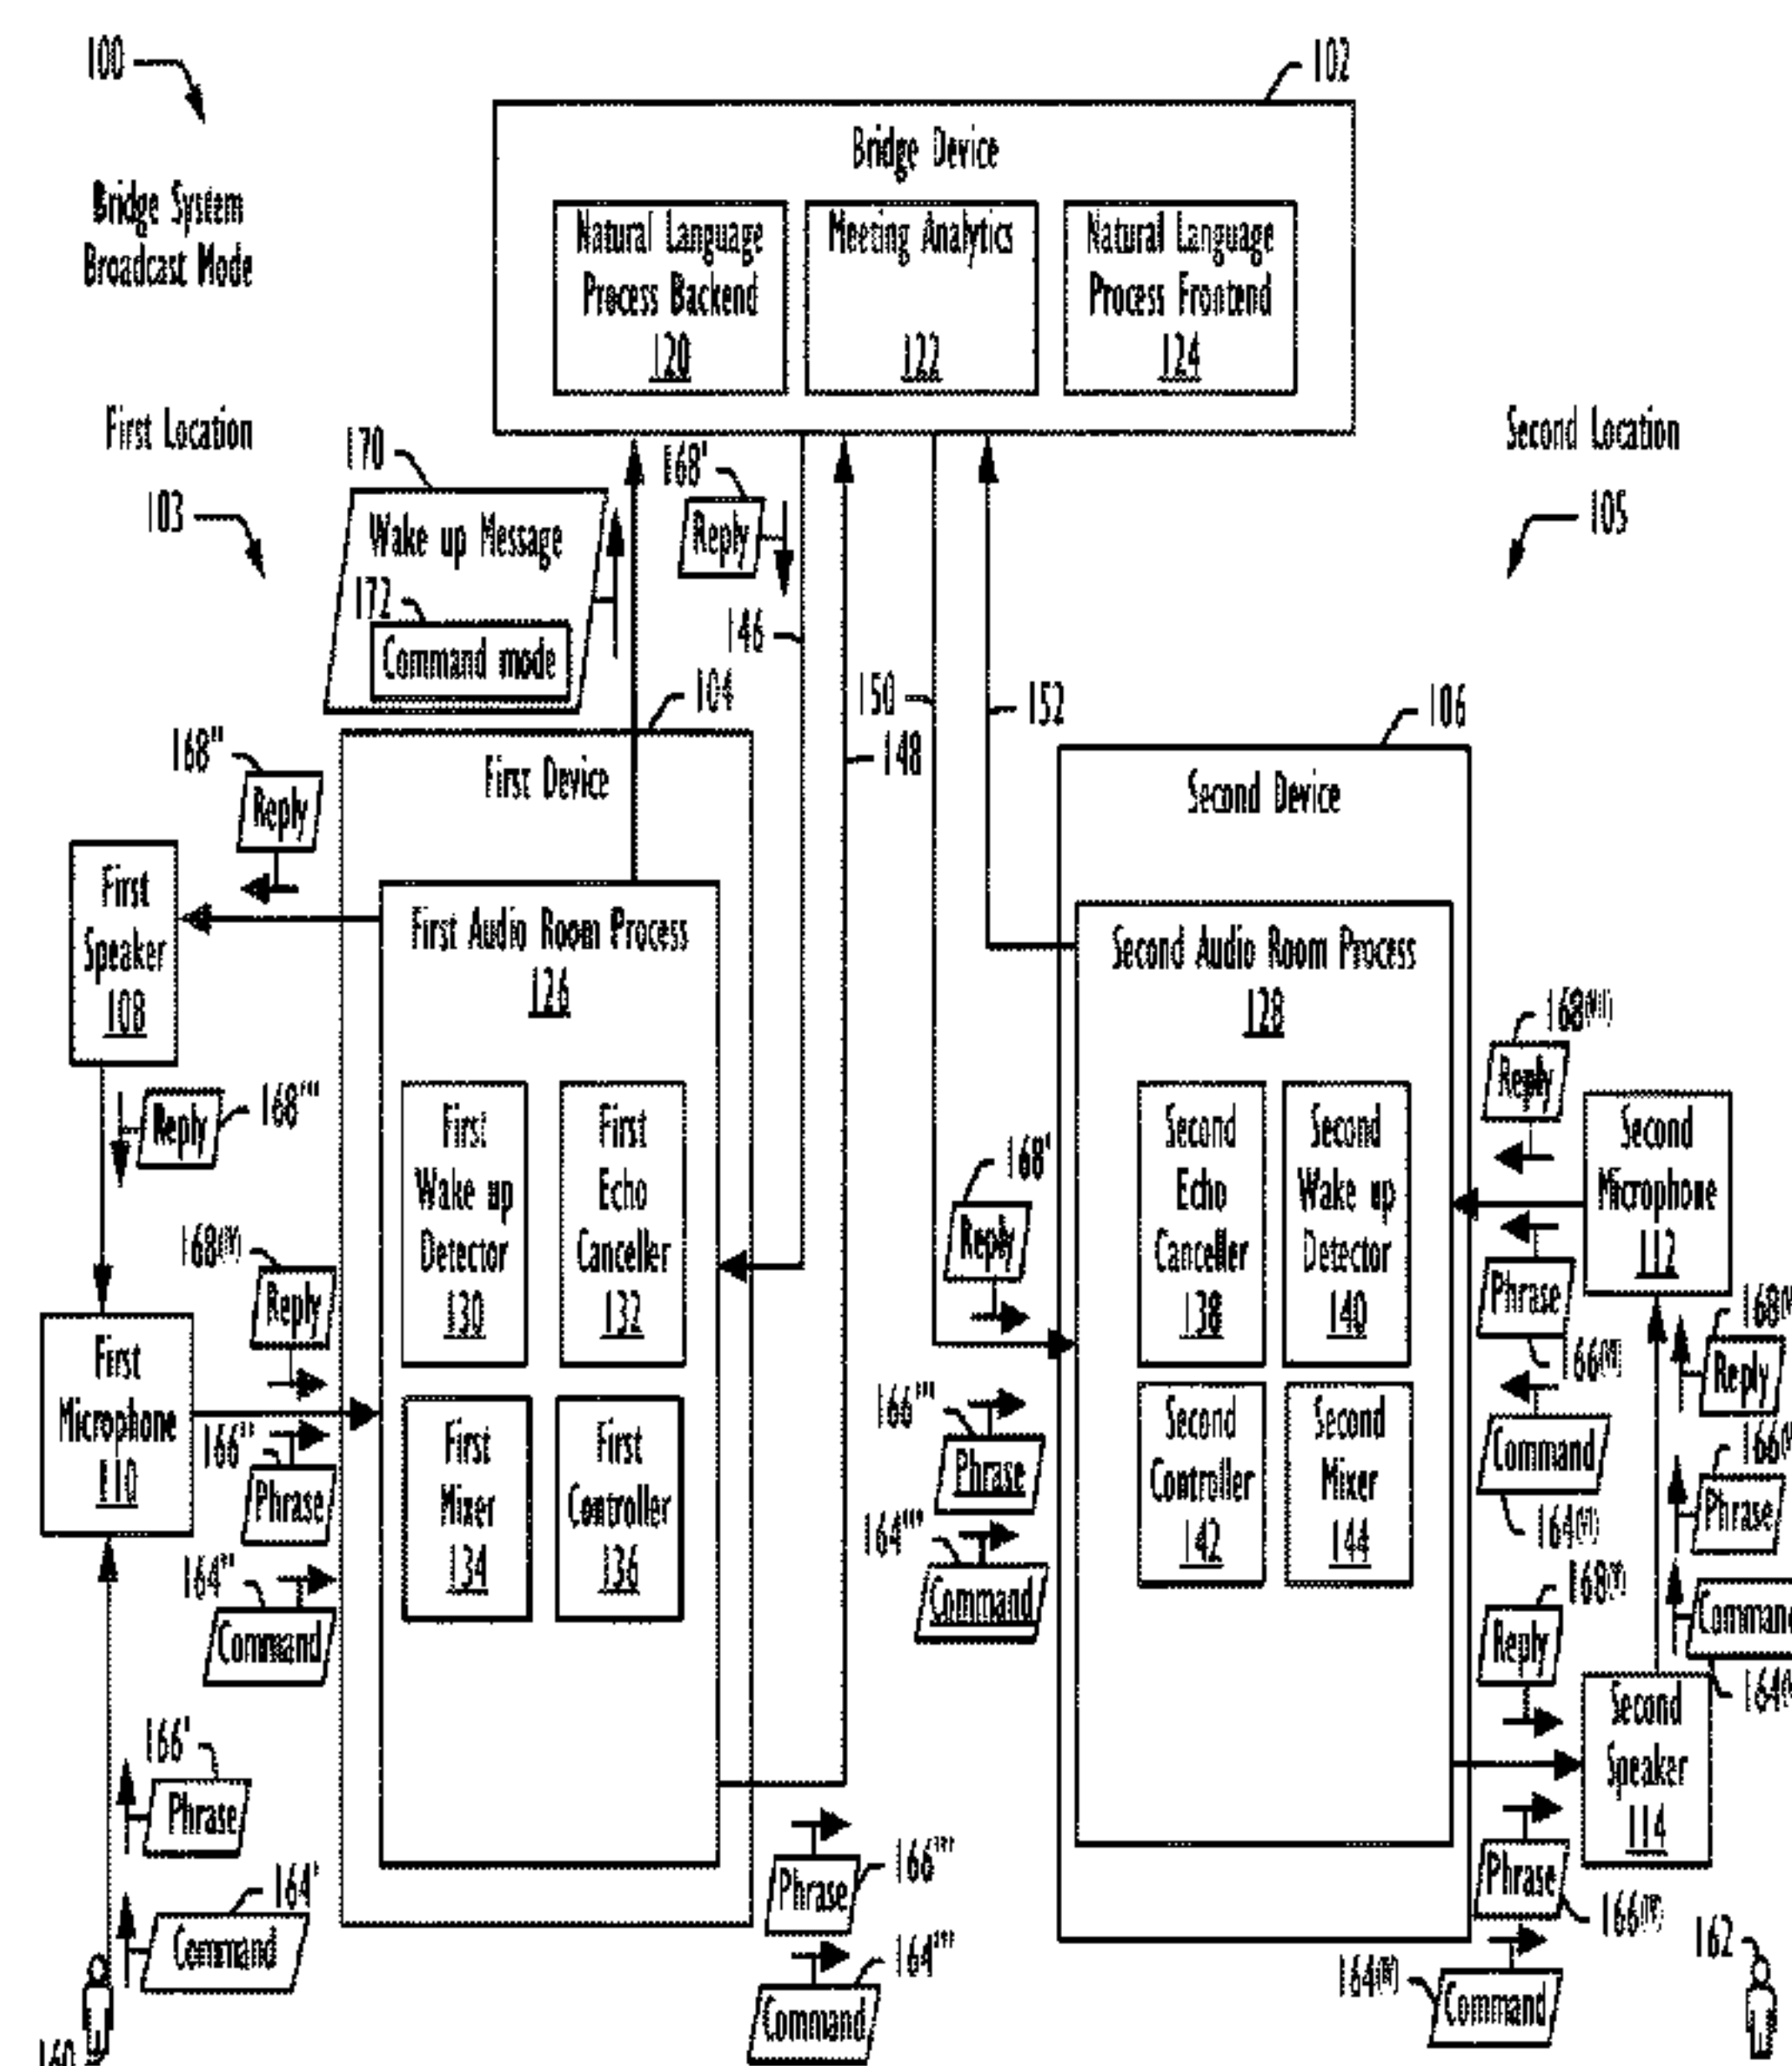 100
Bridge System
Broadcast Mode
102
Bridge Device
Natural Language
Process Backend
120
Meeting Analytics
122
Natural Language
Process Frontend
124
First Location
103
Second Location
105
170
Wake up Message
172
Command mode
168'
Reply
146
148
150
152
104
First Device
106
Second Device
168"
Reply
First
Speaker
108
First Audio Room Process
126
Second Audio Room Process
128
168'''
Reply
First
Wake up
Detector
130
First
Echo
Canceller
132
First
Mixer
134
First
Controller
136
Second
Echo
Canceller
138
Second
Wake up
Detector
140
Second
Controller
142
Second
Mixer
144
Reply
Second
Microphone
112
168'
Reply
Reply
First
Microphone
110
166"
Phrase
164"
Command
166'''
Phrase
164'''
Command
Phrase
Command
Reply
Phrase
Command
Reply
Second
Speaker
114
166'
Phrase
164'
Command
160
Phrase
166'''
Command
164'''
Phrase
Command
162